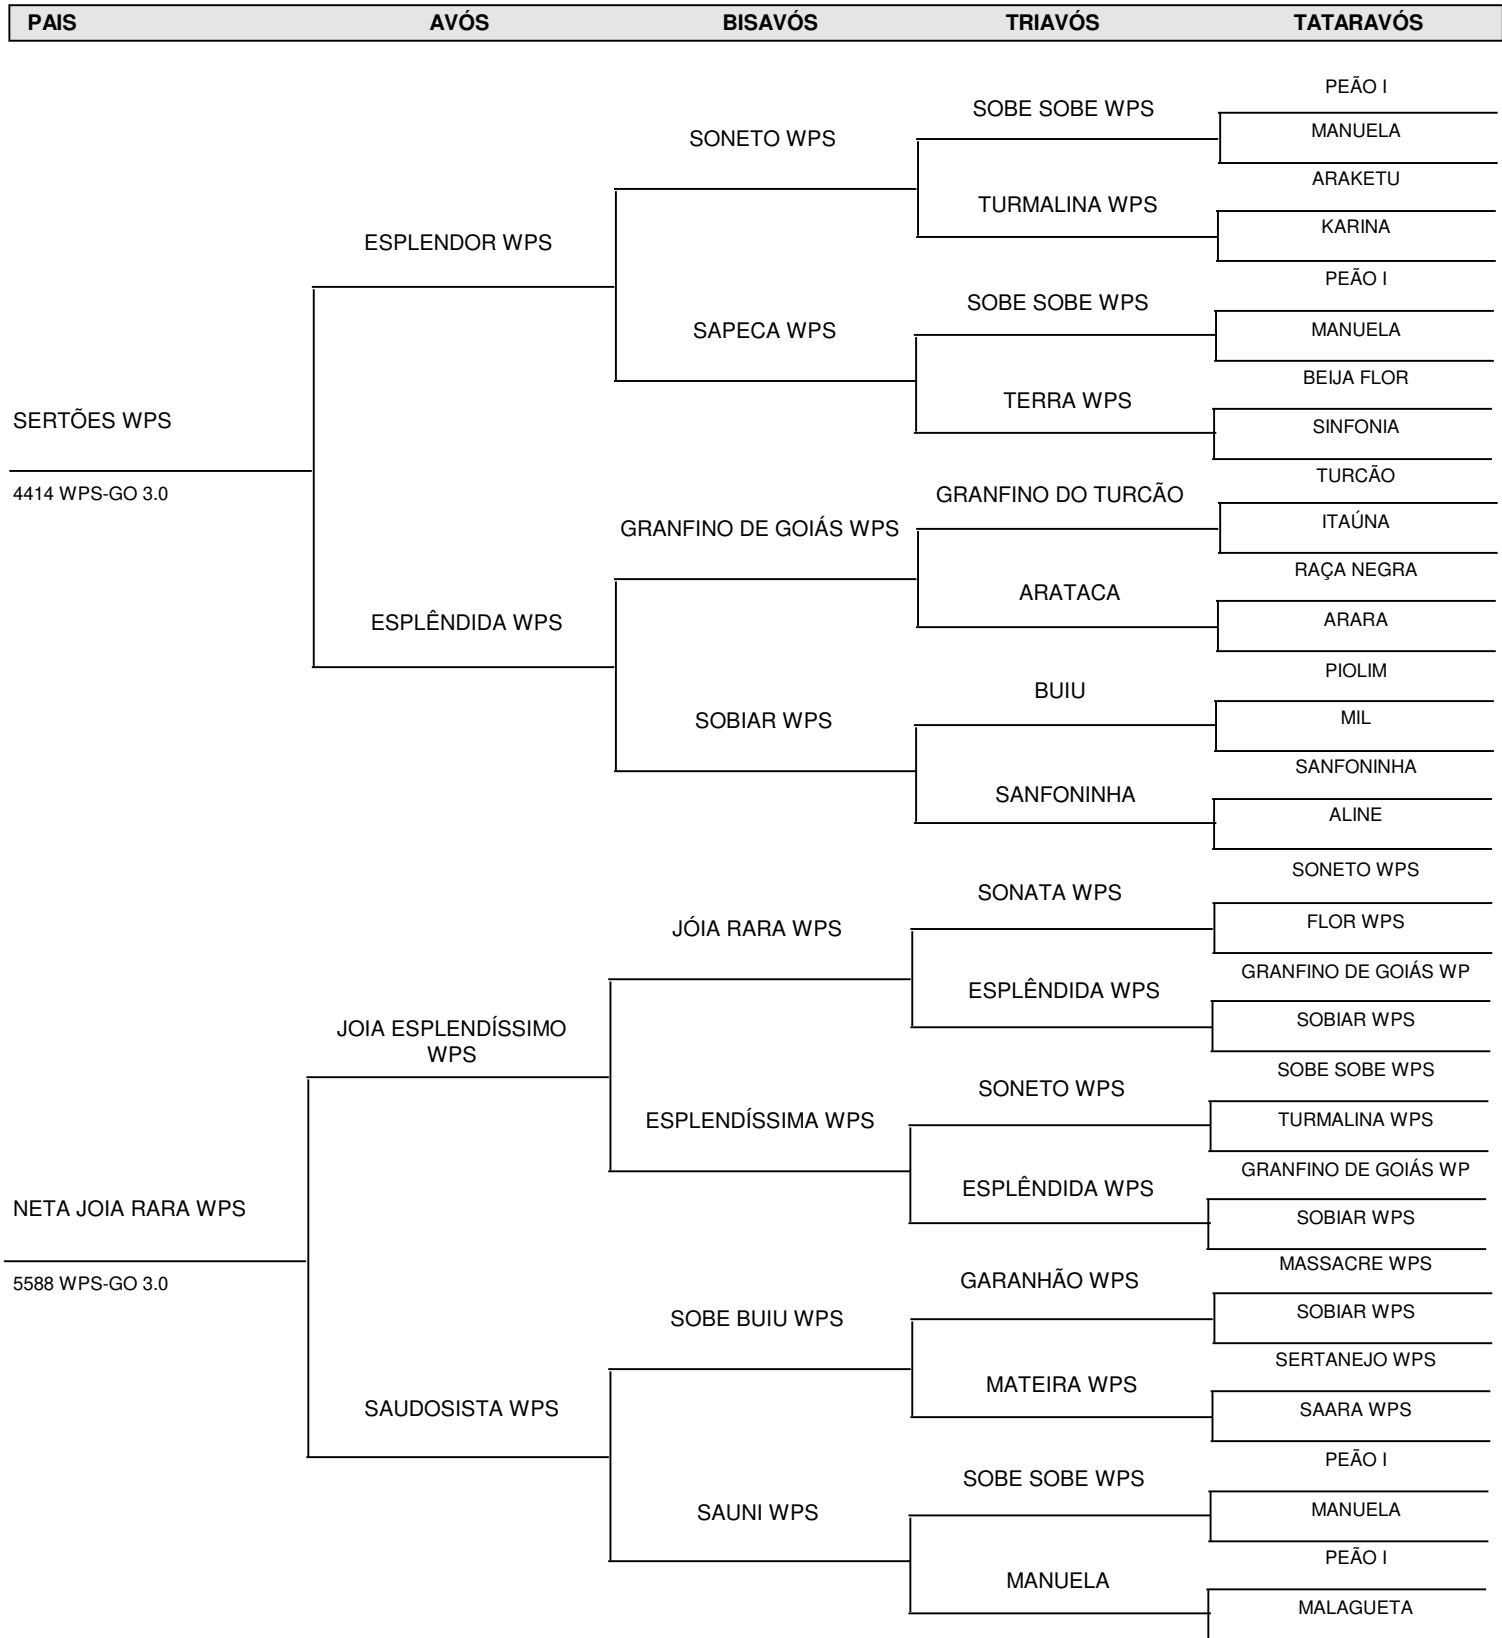 PAIS AVÓS BISAVÓS TRIAVÓS TATARAVÓS
PEÃO I
SOBE SOBE WPS
MANUELA
SONETO WPS
ARAKETU
TURMALINA WPS
KARINA
ESPLENDOR WPS
PEÃO I
SOBE SOBE WPS
MANUELA
SAPECA WPS
BEIJA FLOR
TERRA WPS
SINFONIA
SERTÕES WPS
4414 WPS-GO 3.0
TURCÃO
GRANFINO DO TURCÃO
ITAÚNA
GRANFINO DE GOIÁS WPS
RAÇA NEGRA
ARATACA
ARARA
ESPLÊNDIDA WPS
PIOLIM
BUIU
MIL
SOBIAR WPS
SANFONINHA
SANFONINHA
ALINE
SONETO WPS
SONATA WPS
FLOR WPS
JÓIA RARA WPS
GRANFINO DE GOIÁS WP
ESPLÊNDIDA WPS
SOBIAR WPS
JOIA ESPLENDÍSSIMO
WPS
SOBE SOBE WPS
SONETO WPS
TURMALINA WPS
ESPLENDÍSSIMA WPS
GRANFINO DE GOIÁS WP
ESPLÊNDIDA WPS
SOBIAR WPS
NETA JOIA RARA WPS
5588 WPS-GO 3.0
MASSACRE WPS
GARANHÃO WPS
SOBIAR WPS
SOBE BUIU WPS
SERTANEJO WPS
MATEIRA WPS
SAARA WPS
SAUDOSISTA WPS
PEÃO I
SOBE SOBE WPS
MANUELA
SAUNI WPS
PEÃO I
MANUELA
MALAGUETA